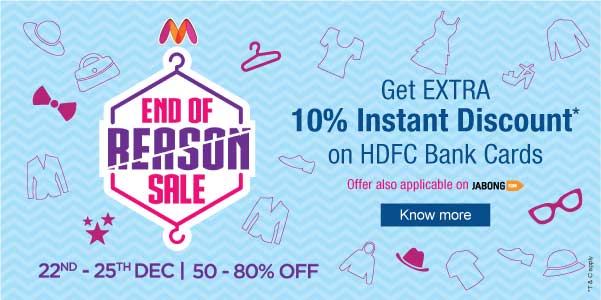 END OF
REASON
SALE
22ND - 25TH DEC | 50 - 80% OFF
Get EXTRA
10% Instant Discount*
on HDFC Bank Cards
Offer also applicable on JABONG.COM
Know more
*T & C apply